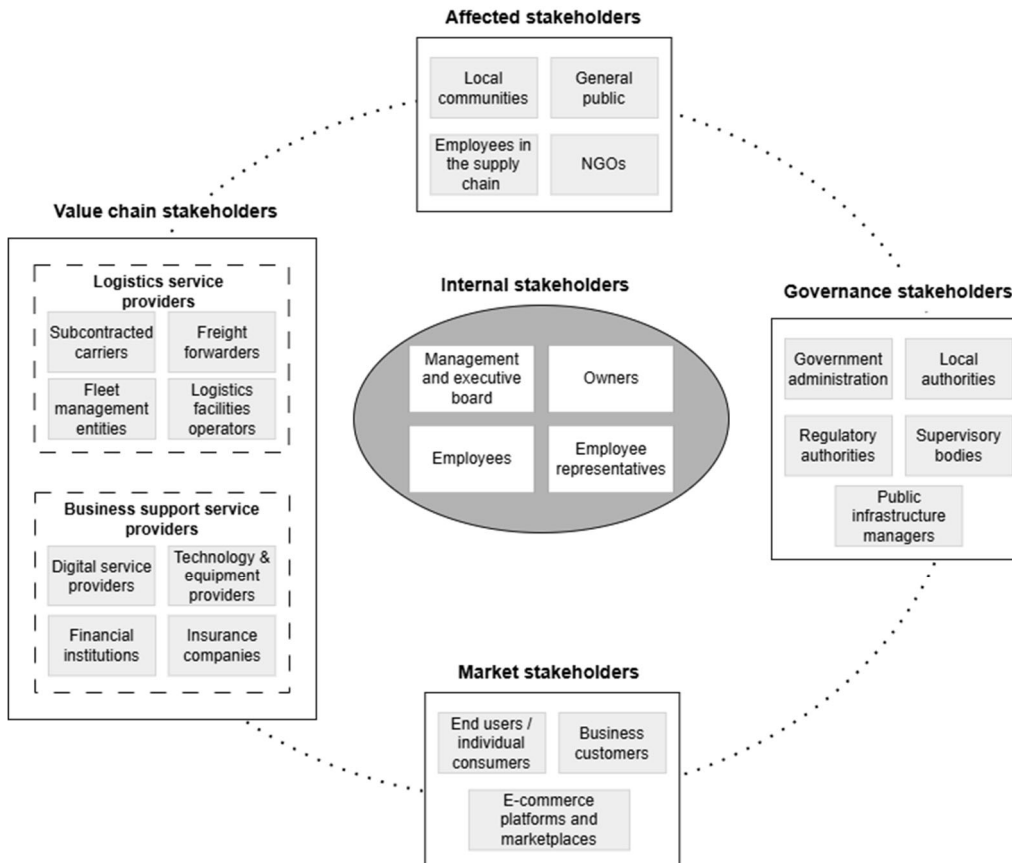 Affected stakeholders
Local
communities
General
public
Employees in
the supply
chain
NGOs
Value chain stakeholders
Logistics service
providers
Subcontracted
carriers
Freight
forwarders
Fleet
management
entities
Logistics
facilities
operators
Business support service
providers
Digital service
providers
Technology &
equipment
providers
Financial
institutions
Insurance
companies
Internal stakeholders
Management
and executive
board
Owners
Employees
Employee
representatives
Governance stakeholders
Government
administration
Local
authorities
Regulatory
authorities
Supervisory
bodies
Public
infrastructure
managers
Market stakeholders
End users /
individual
consumers
Business
customers
E-commerce
platforms and
marketplaces